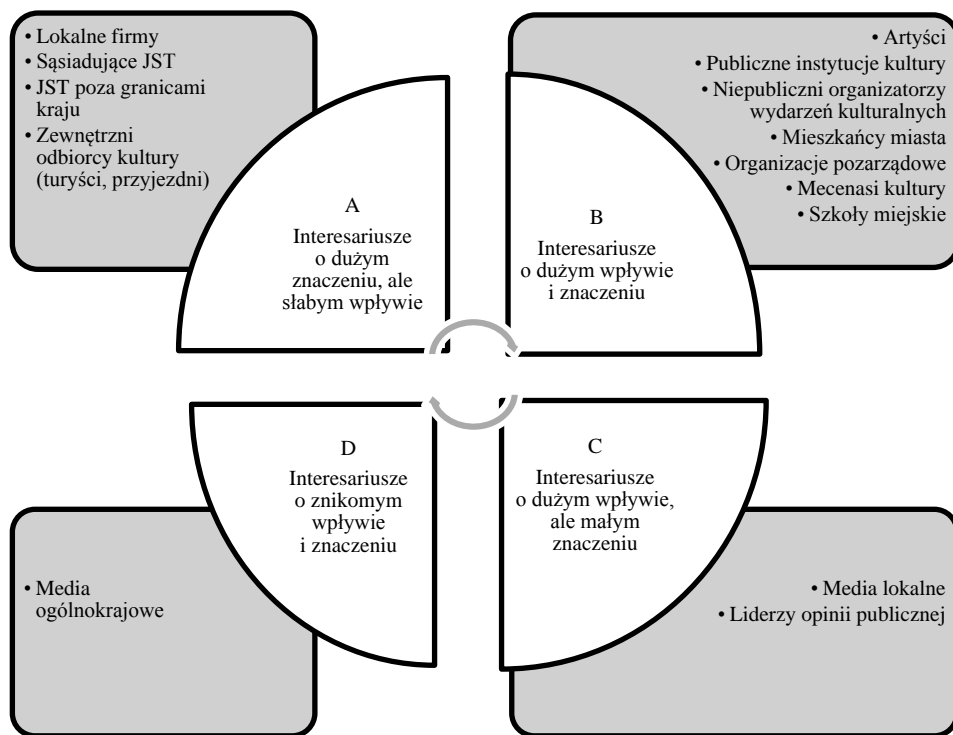 • Lokalne firmy
• Sąsiadujące JST
• JST poza granicami
kraju
• Zewnętrzni
odbiorcy kultury
(turyści, przyjezdni)
• Artyści
• Publiczne instytucje kultury
• Niepubliczni organizatorzy
wydarzeń kulturalnych
• Mieszkańcy miasta
• Organizacje pozarządowe
• Mecenasi kultury
• Szkoły miejskie
A
Interesariusze
o dużym
znaczeniu, ale
słabym wpływie
B
Interesariusze
o dużym wpływie
i znaczeniu
D
Interesariusze
o znikomym
wpływie
i znaczeniu
C
Interesariusze
o dużym wpływie,
ale małym
znaczeniu
• Media
ogólnokrajowe
• Media lokalne
• Liderzy opinii publicznej